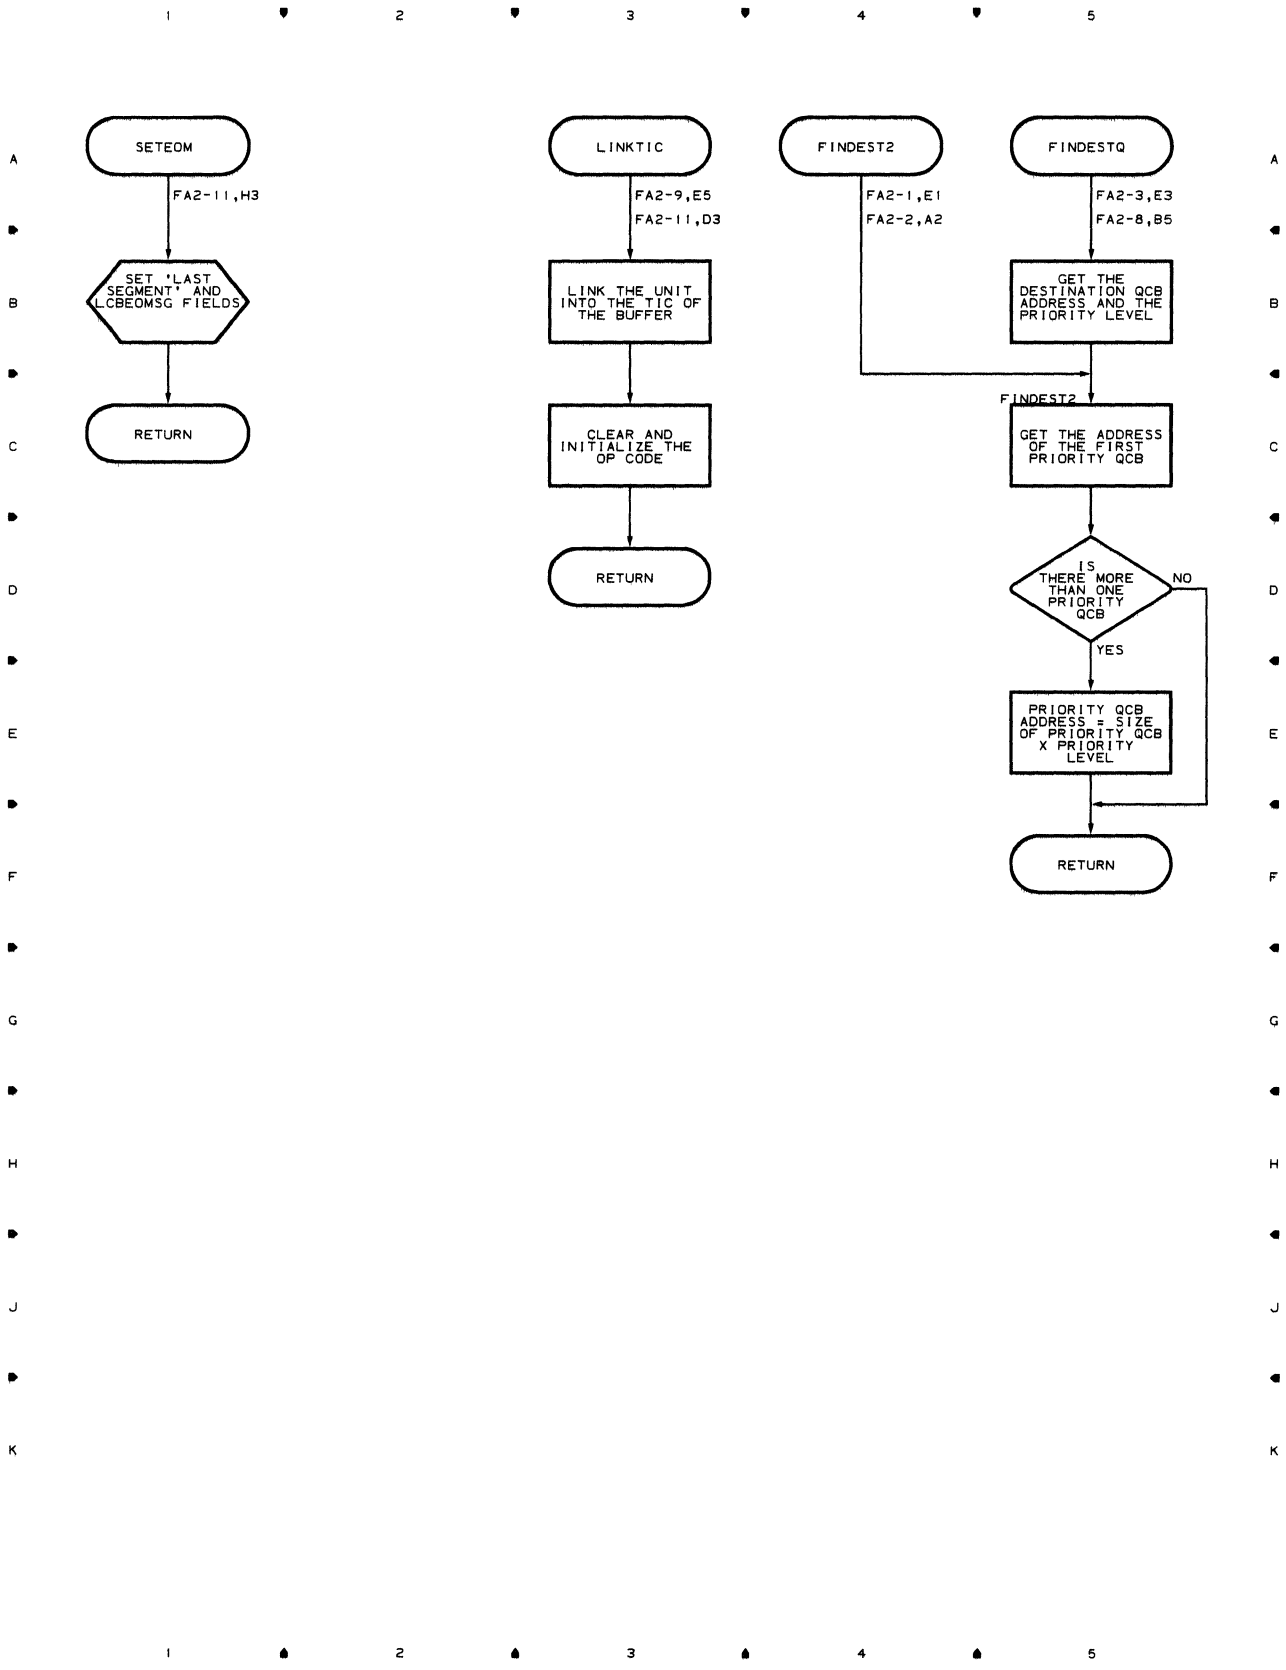 1 2 3 4 5
SETEOM
LINKTIC
FINDEST2
FINDESTQ
A A
FA2-11,H3
FA2-9,E5
FA2-11,D3
FA2-1,E1
FA2-2,A2
FA2-3,E3
FA2-8,B5
SET 'LAST
SEGMENT' AND
LCBEOMSG FIELDS
LINK THE UNIT
INTO THE TIC OF
THE BUFFER
GET THE
DESTINATION QCB
ADDRESS AND THE
PRIORITY LEVEL
B B
FINDEST2
RETURN
CLEAR AND
INITIALIZE THE
OP CODE
GET THE ADDRESS
OF THE FIRST
PRIORITY QCB
C C
RETURN
IS
THERE MORE
THAN ONE
PRIORITY
QCB
NO
D D
YES
PRIORITY QCB
ADDRESS = SIZE
OF PRIORITY QCB
X PRIORITY
LEVEL
E E
RETURN
F F
G G
H H
J J
K K
1 2 3 4 5